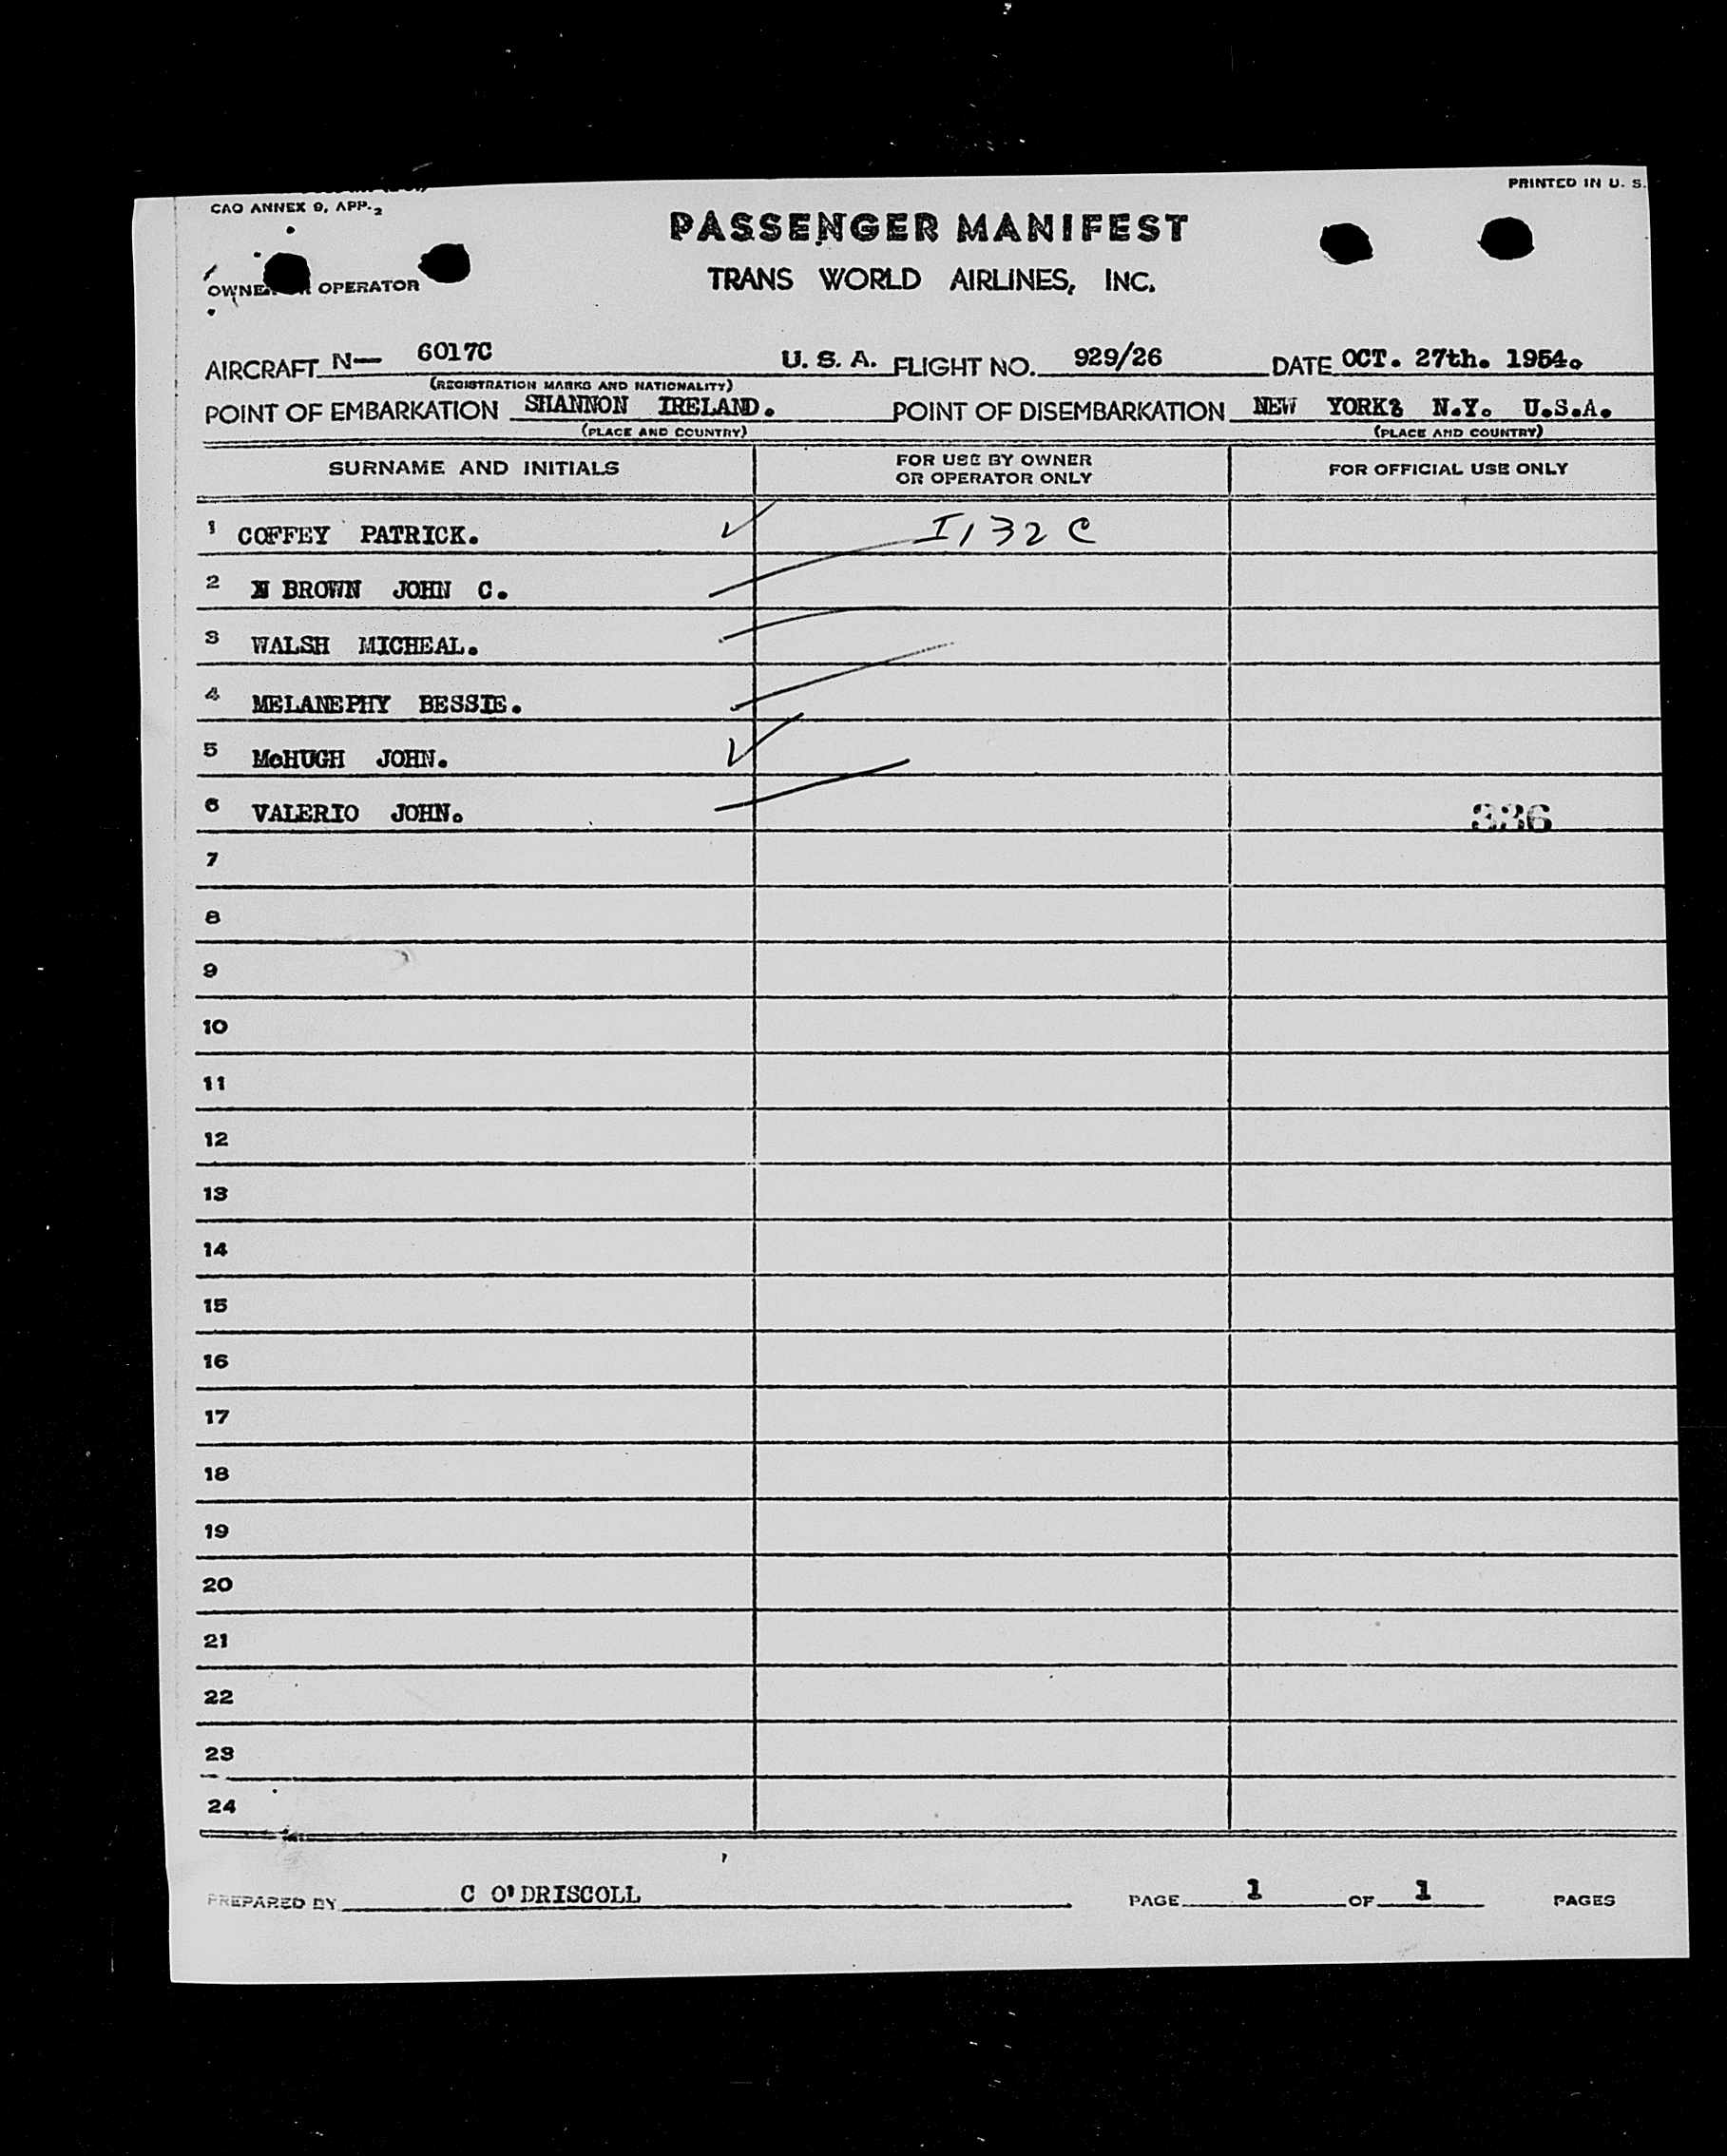 PRINTED IN U. S.
CAO ANNEX 9, APP. 2
PASSENGER MANIFEST
OPERATOR
TRANS WORLD AIRLINES, INC.
AIRCRAFT N— 6017C U. S. A. FLIGHT NO. 929/26 DATE OCT. 27th. 1954.
(REGISTRATION MARKS AND NATIONALITY)
POINT OF EMBARKATION SHANNON IRELAND. POINT OF DISEMBARKATION NEW YORK& N.Y. U.S.A.
(PLACE AND COUNTRY) (PLACE AND COUNTRY)
SURNAME AND INITIALS FOR USE BY OWNER OR OPERATOR ONLY FOR OFFICIAL USE ONLY
1 COFFEY PATRICK. I, 32 C
2 BROWN JOHN C.
3 WALSH MICHEAL.
4 MELANEPHY BESSIE.
5 McHUGH JOHN.
6 VALERIO JOHN. 336
7
8
9
10
11
12
13
14
15
16
17
18
19
20
21
22
23
24
PREPARED BY C O'DRISCOLL PAGE 1 OF 1 PAGES